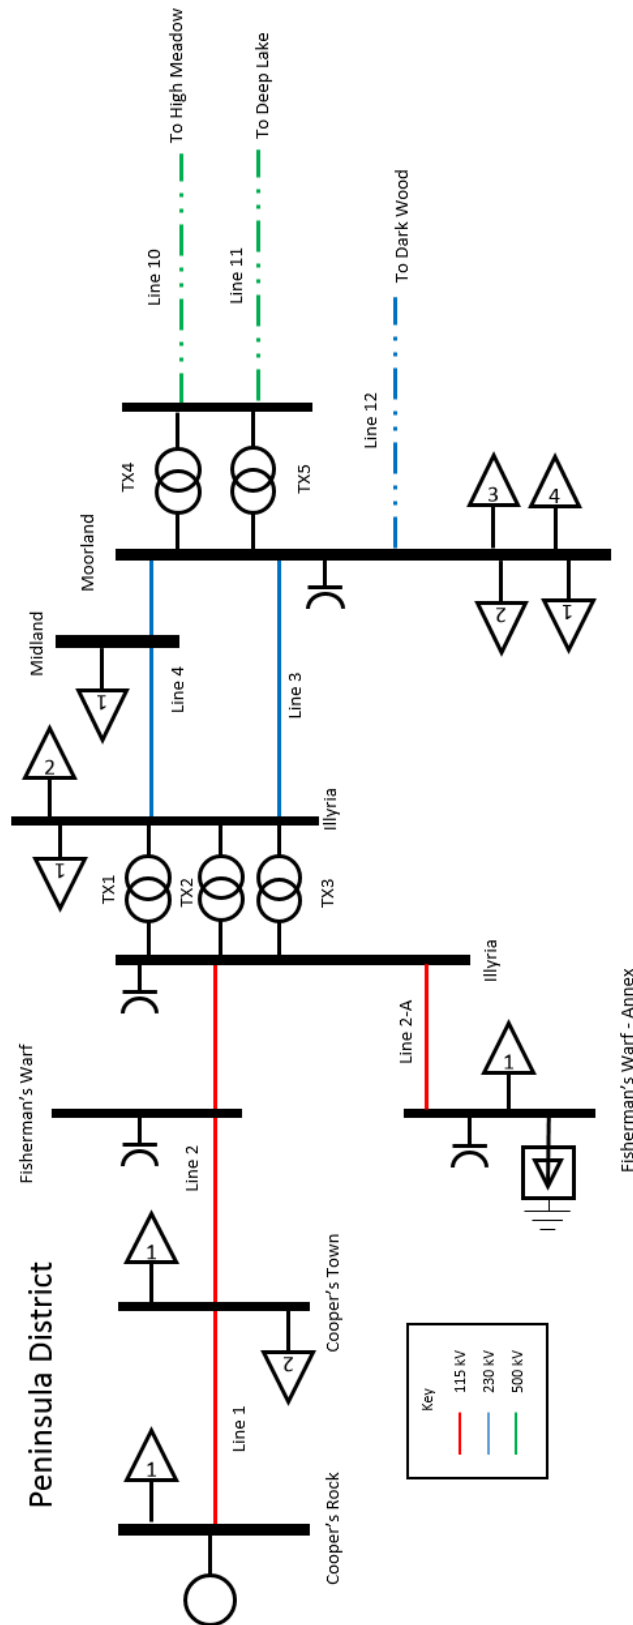 Peninsula District
To High Meadow
To Deep Lake
To Dark Wood
Line 10
Line 11
Line 12
TX4
TX5
Moorland
3
4
2
1
Midland
1
Line 4
Line 3
2
1
Illyria
TX1
TX2
TX3
Illyria
Line 2-A
Fisherman's Warf
Line 2
1
Fisherman's Warf - Annex
1
2
Cooper's Town
Line 1
1
Cooper's Rock
Key
115 kV
230 kV
500 kV